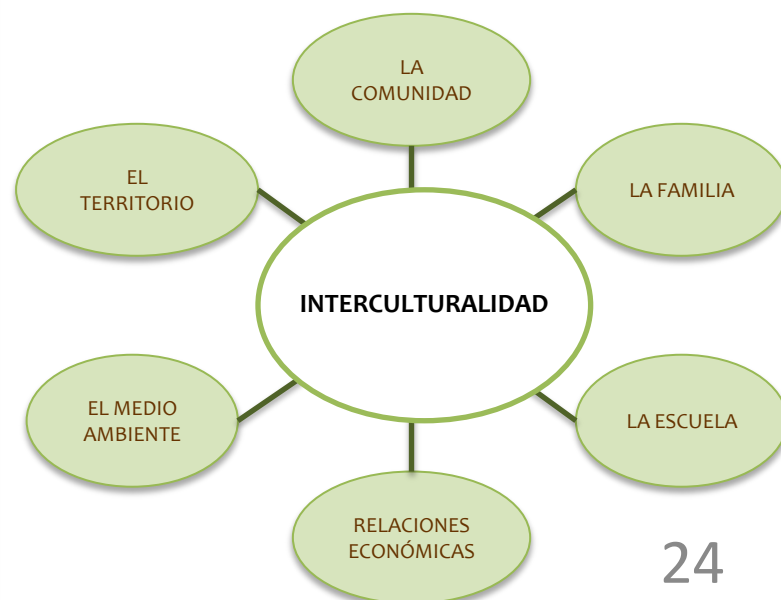 LA
COMUNIDAD
EL
TERRITORIO
LA FAMILIA
INTERCULTURALIDAD
EL MEDIO
AMBIENTE
LA ESCUELA
RELACIONES
ECONÓMICAS
24